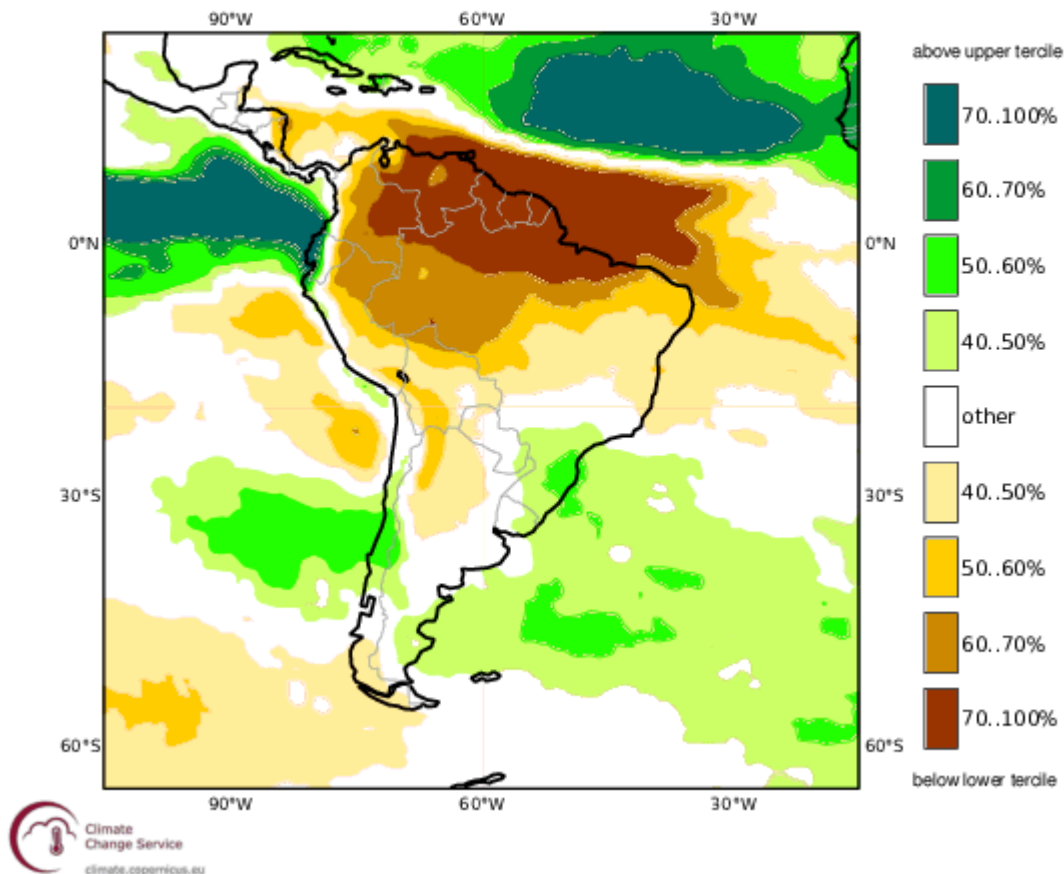 90°W 60°W 30°W
above upper tercile
70..100%
60..70%
0°N 0°N
50..60%
40..50%
other
30°S 30°S
40..50%
50..60%
60..70%
70..100%
60°S 60°S
below lower tercile
90°W 60°W 30°W
Climate
Change Service
climate.copernicus.eu